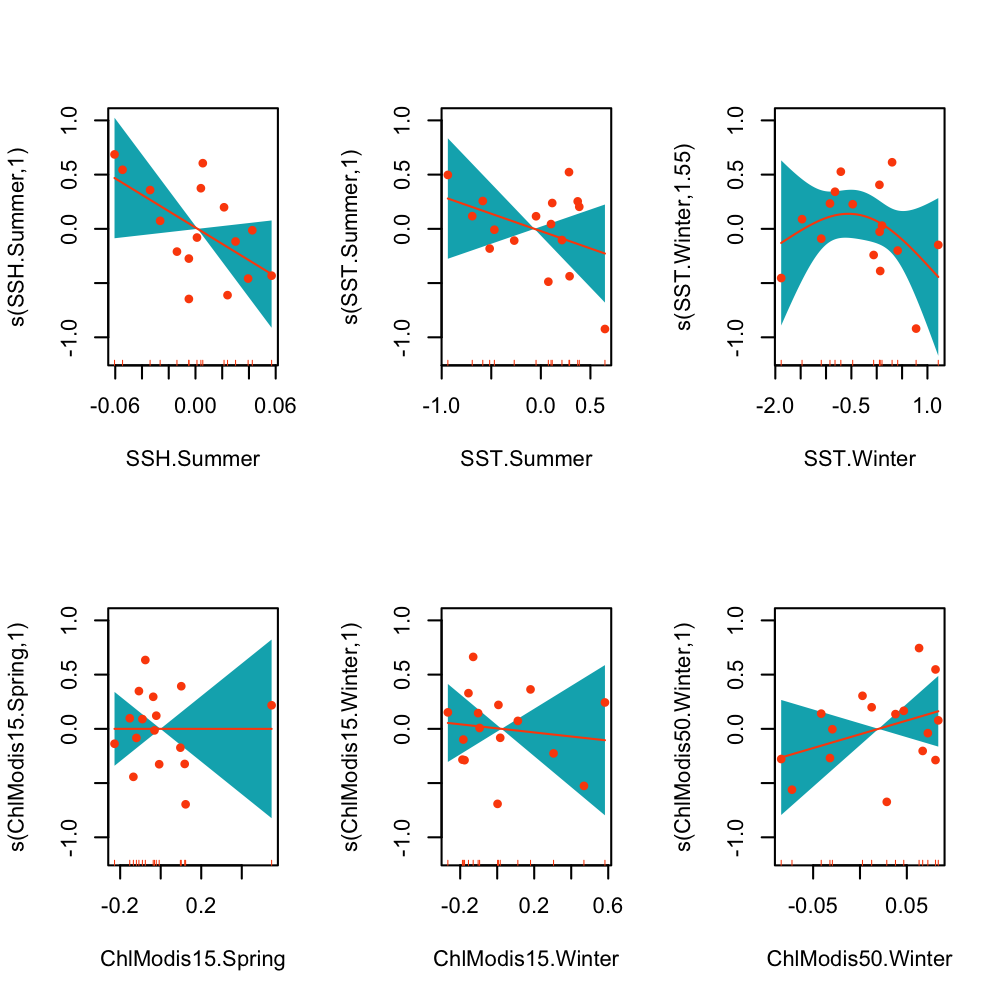 s(SSH.Summer,1)
1.0
0.5
0.0
-1.0
-0.06 0.00 0.06
SSH.Summer
s(SST.Summer,1)
1.0
0.5
0.0
-1.0
-1.0 0.0 0.5
SST.Summer
s(SST.Winter,1.55)
1.0
0.5
0.0
-1.0
-2.0 -0.5 1.0
SST.Winter
s(ChlModis15.Spring,1)
1.0
0.5
0.0
-1.0
-0.2 0.2
ChlModis15.Spring
s(ChlModis15.Winter,1)
1.0
0.5
0.0
-1.0
-0.2 0.2 0.6
ChlModis15.Winter
s(ChlModis50.Winter,1)
1.0
0.5
0.0
-1.0
-0.05 0.05
ChlModis50.Winter